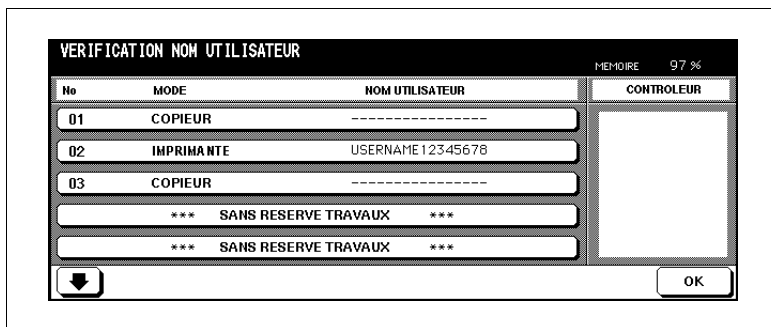 VERIFICATION NOM UTILISATEUR
MEMOIRE 97 %
No MODE NOM UTILISATEUR CONTROLEUR
01 COPIEUR ----------------
02 IMPRIMANTE USERNAME12345678
03 COPIEUR ----------------
*** SANS RESERVE TRAVAUX ***
*** SANS RESERVE TRAVAUX ***
OK